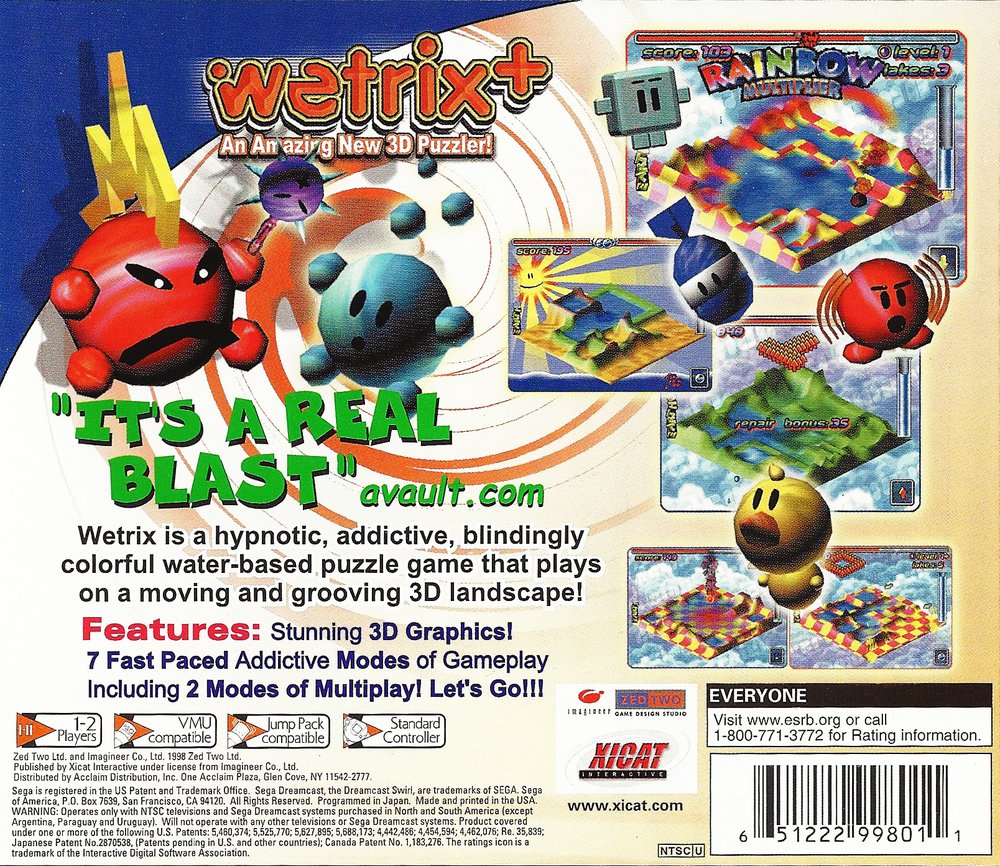 wetrix+
An Amazing New 3D Puzzler!
score: 103
level: 1
lakes: 3
RAINBOW
MULTIPLIER
score: 195
"IT'S A REAL
BLAST" avault.com
repair bonus 35
Wetrix is a hypnotic, addictive, blindingly
colorful water-based puzzle game that plays
on a moving and grooving 3D landscape!
Features: Stunning 3D Graphics!
7 Fast Paced Addictive Modes of Gameplay
Including 2 Modes of Multiplay! Let's Go!!!
1-2
Players
VMU
compatible
Jump Pack
compatible
Standard
Controller
imagineer
ZED TWO
GAME DESIGN STUDIO
XICAT
INTERACTIVE
www.xicat.com
EVERYONE
Visit www.esrb.org or call
1-800-771-3772 for Rating information.
Zed Two Ltd. and Imagineer Co., Ltd. 1998 Zed Two Ltd.
Published by Xicat Interactive under license from Imagineer Co., Ltd.
Distributed by Acclaim Distribution, Inc. One Acclaim Plaza, Glen Cove, NY 11542-2777.
Sega is registered in the US Patent and Trademark Office. Sega Dreamcast, the Dreamcast Swirl, are trademarks of SEGA. Sega
of America, P.O. Box 7639, San Francisco, CA 94120. All Rights Reserved. Programmed in Japan. Made and printed in the USA.
WARNING: Operates only with NTSC televisions and Sega Dreamcast systems purchased in North and South America (except
Argentina, Paraguay and Uruguay). Will not operate with any other televisions or Sega Dreamcast systems. Product covered
under one or more of the following U.S. Patents: 5,460,374; 5,525,770; 5,627,895; 5,688,173; 4,442,486; 4,454,594; 4,462,076; Re. 35,839;
Japanese Patent No.2870538, (Patents pending in U.S. and other countries); Canada Patent No. 1,183,276. The ratings icon is a
trademark of the Interactive Digital Software Association.
NTSC U
6 51222 99801 1